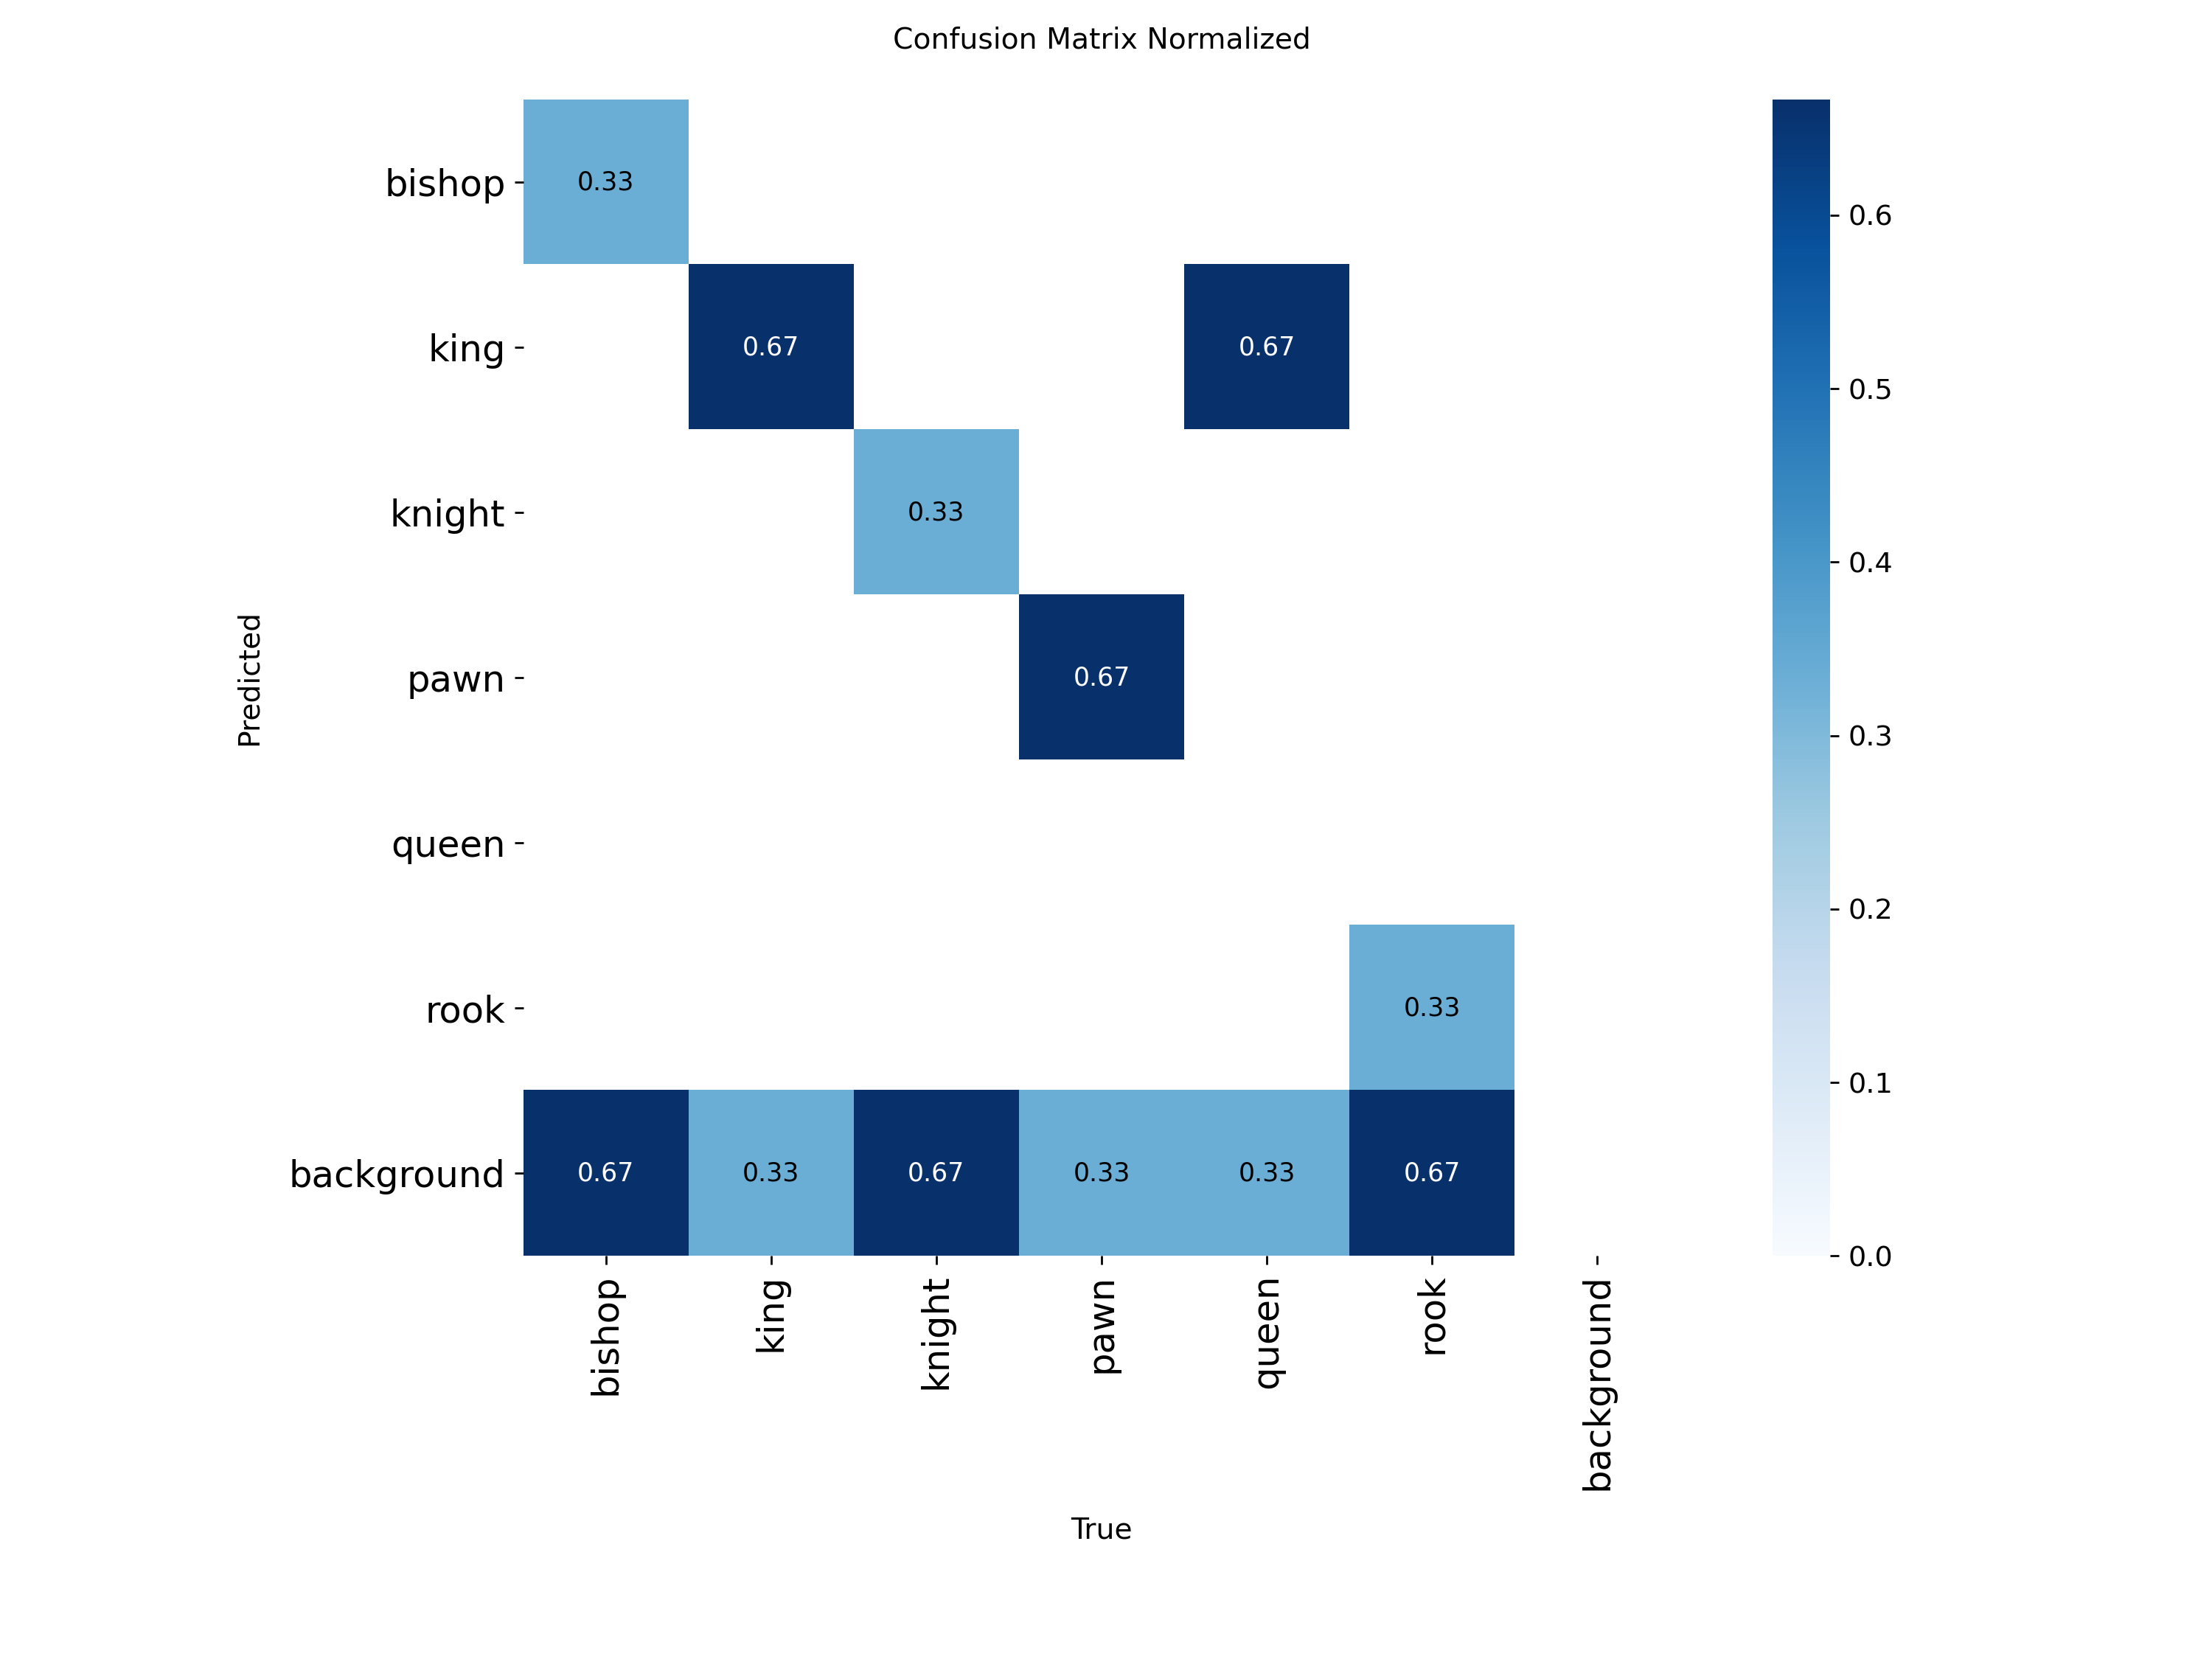 Confusion Matrix Normalized
bishop
0.33
king
0.67
0.67
knight
0.33
pawn
0.67
queen
rook
0.33
background
0.67
0.33
0.67
0.33
0.33
0.67
Predicted
bishop
king
knight
pawn
queen
rook
background
True
0.6
0.5
0.4
0.3
0.2
0.1
0.0